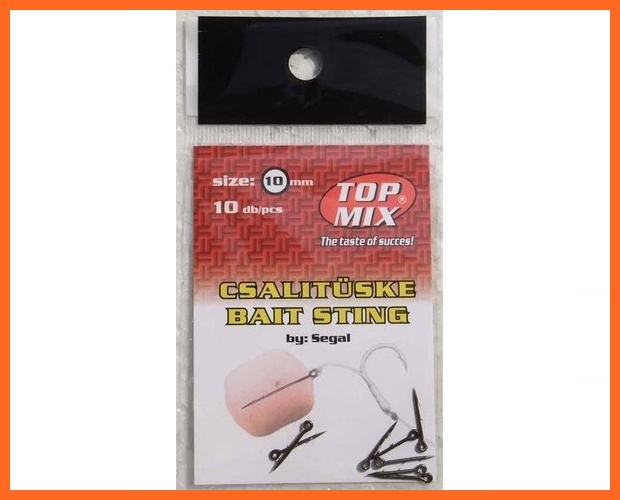 size: 10 mm
10 db/pcs
TOP
MIX®
The taste of succes!
CSALITÜSKE
BAIT STING
by: Segal